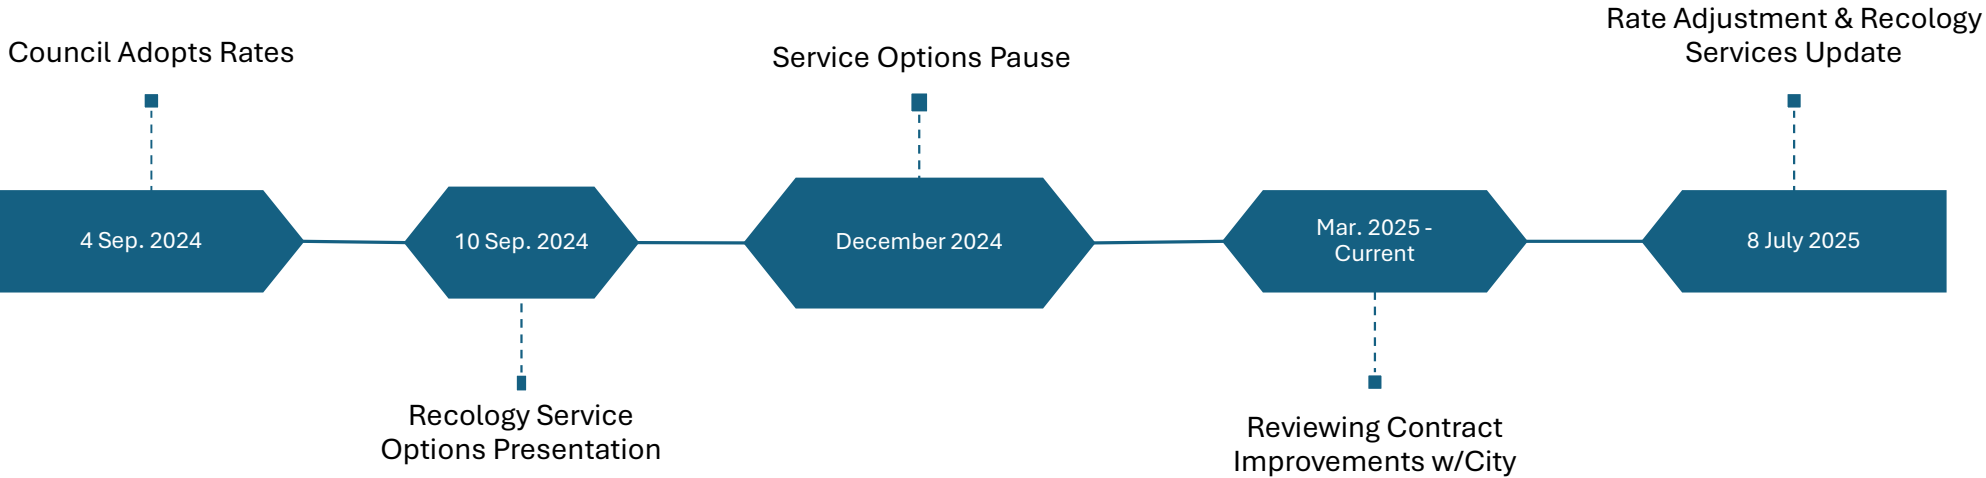 Council Adopts Rates
4 Sep. 2024
10 Sep. 2024
Recology Service
Options Presentation
Service Options Pause
December 2024
Mar. 2025 -
Current
Reviewing Contract
Improvements w/City
Rate Adjustment & Recology
Services Update
8 July 2025